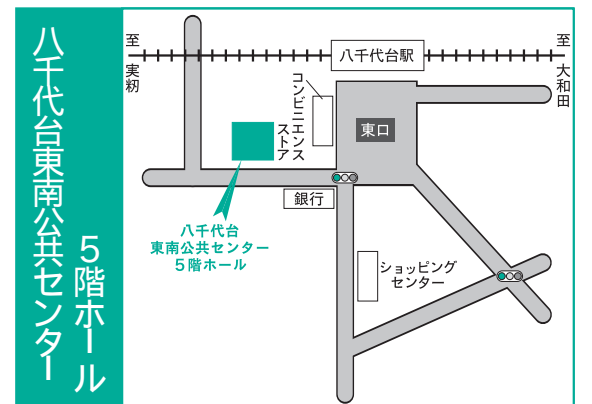 八千代台東南公共センター
5階ホール
至
実籾
八千代台駅
至
大和田
コンビニエンス
ストア
東口
銀行
八千代台
東南公共センター
5階ホール
ショッピング
センター